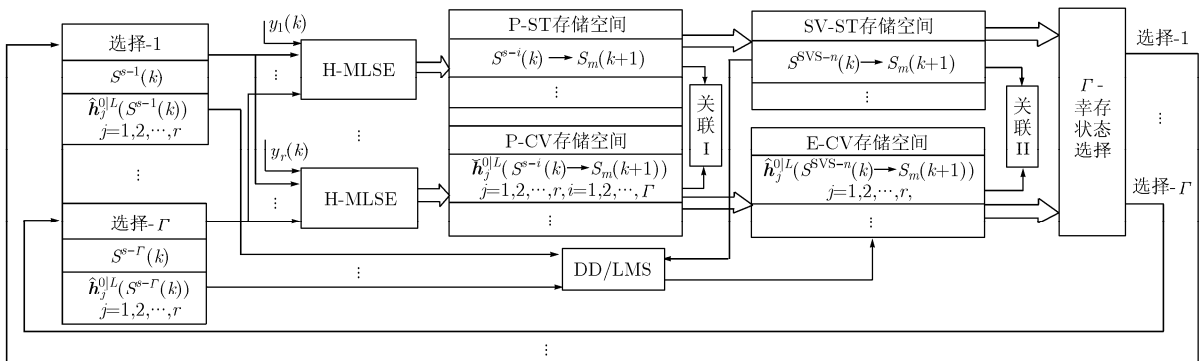 选择-1
S^{s-1}(k)
ĥ_j^{0|L}(S^{s-1}(k))
j=1,2,⋯,r
⋮
选择-Γ
S^{s-Γ}(k)
ĥ_j^{0|L}(S^{s-Γ}(k))
j=1,2,⋯,r
y_1(k)
⋮
H-MLSE
⋮
y_r(k)
⋮
H-MLSE
P-ST存储空间
S^{s-i}(k)→S_m(k+1)
⋮
P-CV存储空间
h̆_j^{0|L}(S^{s-i}(k)→S_m(k+1))
j=1,2,⋯,r,i=1,2,⋯,Γ
⋮
关
联
I
⋮
DD/LMS
SV-ST存储空间
S^{SVS-n}(k)→S_m(k+1)
⋮
E-CV存储空间
ĥ_j^{0|L}(S^{SVS-n}(k)→S_m(k+1))
j=1,2,⋯,r,
⋮
关
联
II
Γ-
幸存
状态
选择
选择-1
⋮
选择-Γ
⋮